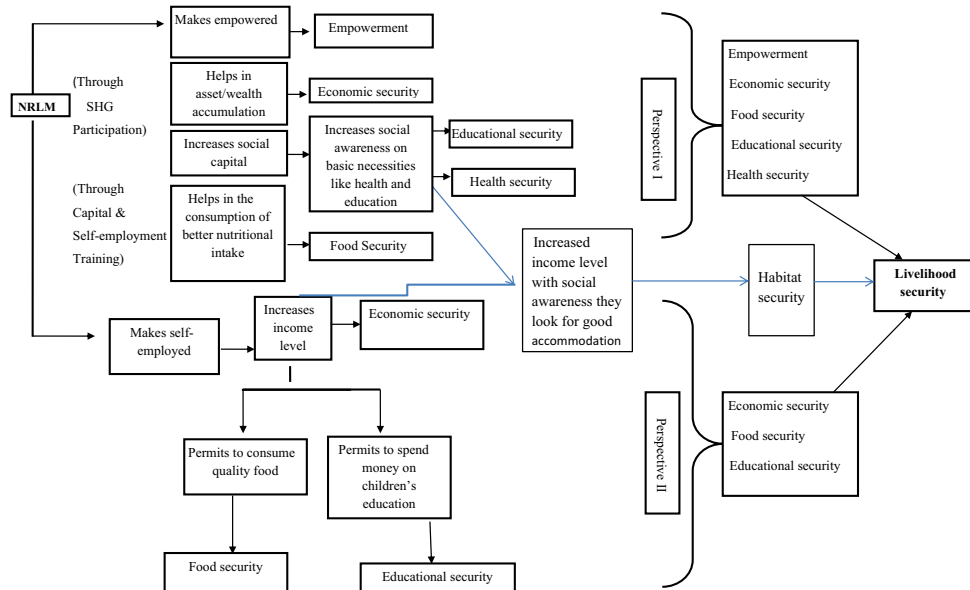 Makes empowered
Empowerment
NRLM
(Through
SHG
Participation)
Helps in
asset/wealth
accumulation
Economic security
Increases social
capital
Increases social
awareness on
basic necessities
like health and
education
Educational security
Health security
(Through
Capital &
Self-employment
Training)
Helps in the
consumption of
better nutritional
intake
Food Security
Makes self-
employed
Increases
income
level
Economic security
Permits to consume
quality food
Permits to spend
money on
children’s
education
Food security
Educational security
Increased
income level
with social
awareness they
look for good
accommodation
Perspective I
Empowerment
Economic security
Food security
Educational security
Health security
Habitat
security
Livelihood
security
Perspective II
Economic security
Food security
Educational security